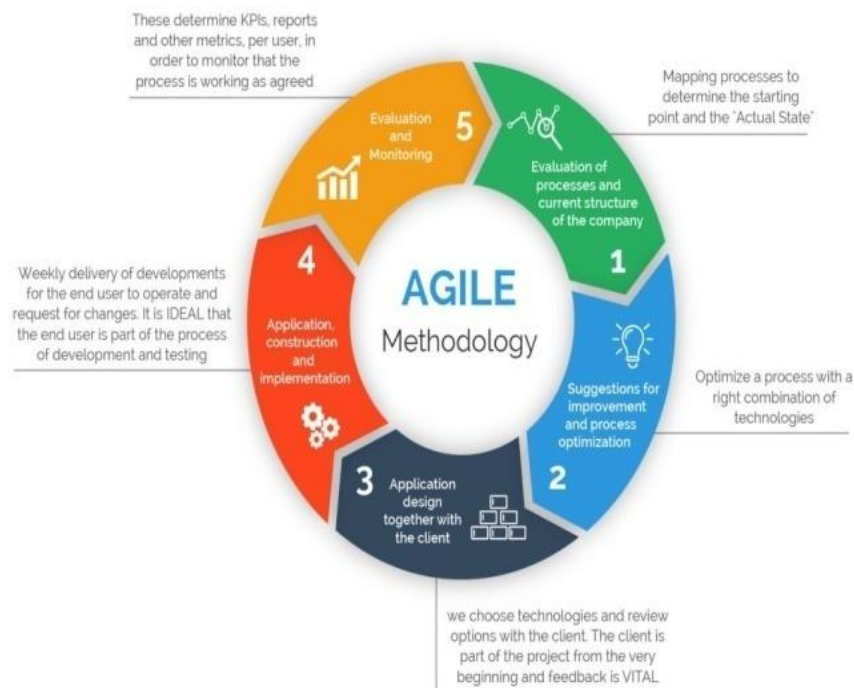 These determine KPIs, reports
and other metrics, per user, in
order to monitor that the
process is working as agreed
Mapping processes to
determine the starting
point and the "Actual State"
5
Evaluation
and
Monitoring
Evaluation of
processes and
current structure
of the company
1
4
Weekly delivery of developments
for the end user to operate and
request for changes. It is IDEAL that
the end user is part of the process
of development and testing
Application,
construction
and
implementation
AGILE
Methodology
Suggestions for
improvement
and process
optimization
2
Optimize a process with a
right combination of
technologies
3
Application
design
together with
the client
we choose technologies and review
options with the client. The client is
part of the project from the very
beginning and feedback is VITAL